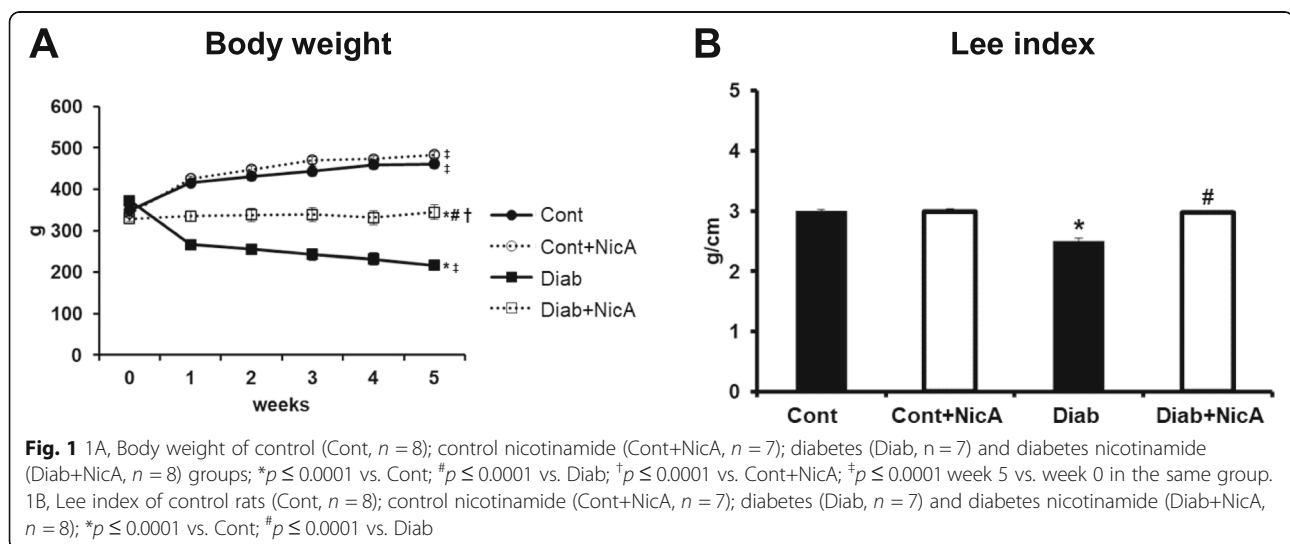 A Body weight
600
500
400
300
200
100
0
g
0 1 2 3 4 5
weeks
‡
‡
*# †
* ‡
Cont
Cont+NicA
Diab
Diab+NicA
B Lee index
5
4
3
2
1
0
g/cm
*
#
Cont Cont+NicA Diab Diab+NicA
Fig. 1 1A, Body weight of control (Cont, n = 8); control nicotinamide (Cont+NicA, n = 7); diabetes (Diab, n = 7) and diabetes nicotinamide
(Diab+NicA, n = 8) groups; *p ≤ 0.0001 vs. Cont; #p ≤ 0.0001 vs. Diab; †p ≤ 0.0001 vs. Cont+NicA; ‡p ≤ 0.0001 week 5 vs. week 0 in the same group.
1B, Lee index of control rats (Cont, n = 8); control nicotinamide (Cont+NicA, n = 7); diabetes (Diab, n = 7) and diabetes nicotinamide (Diab+NicA,
n = 8); *p ≤ 0.0001 vs. Cont; #p ≤ 0.0001 vs. Diab